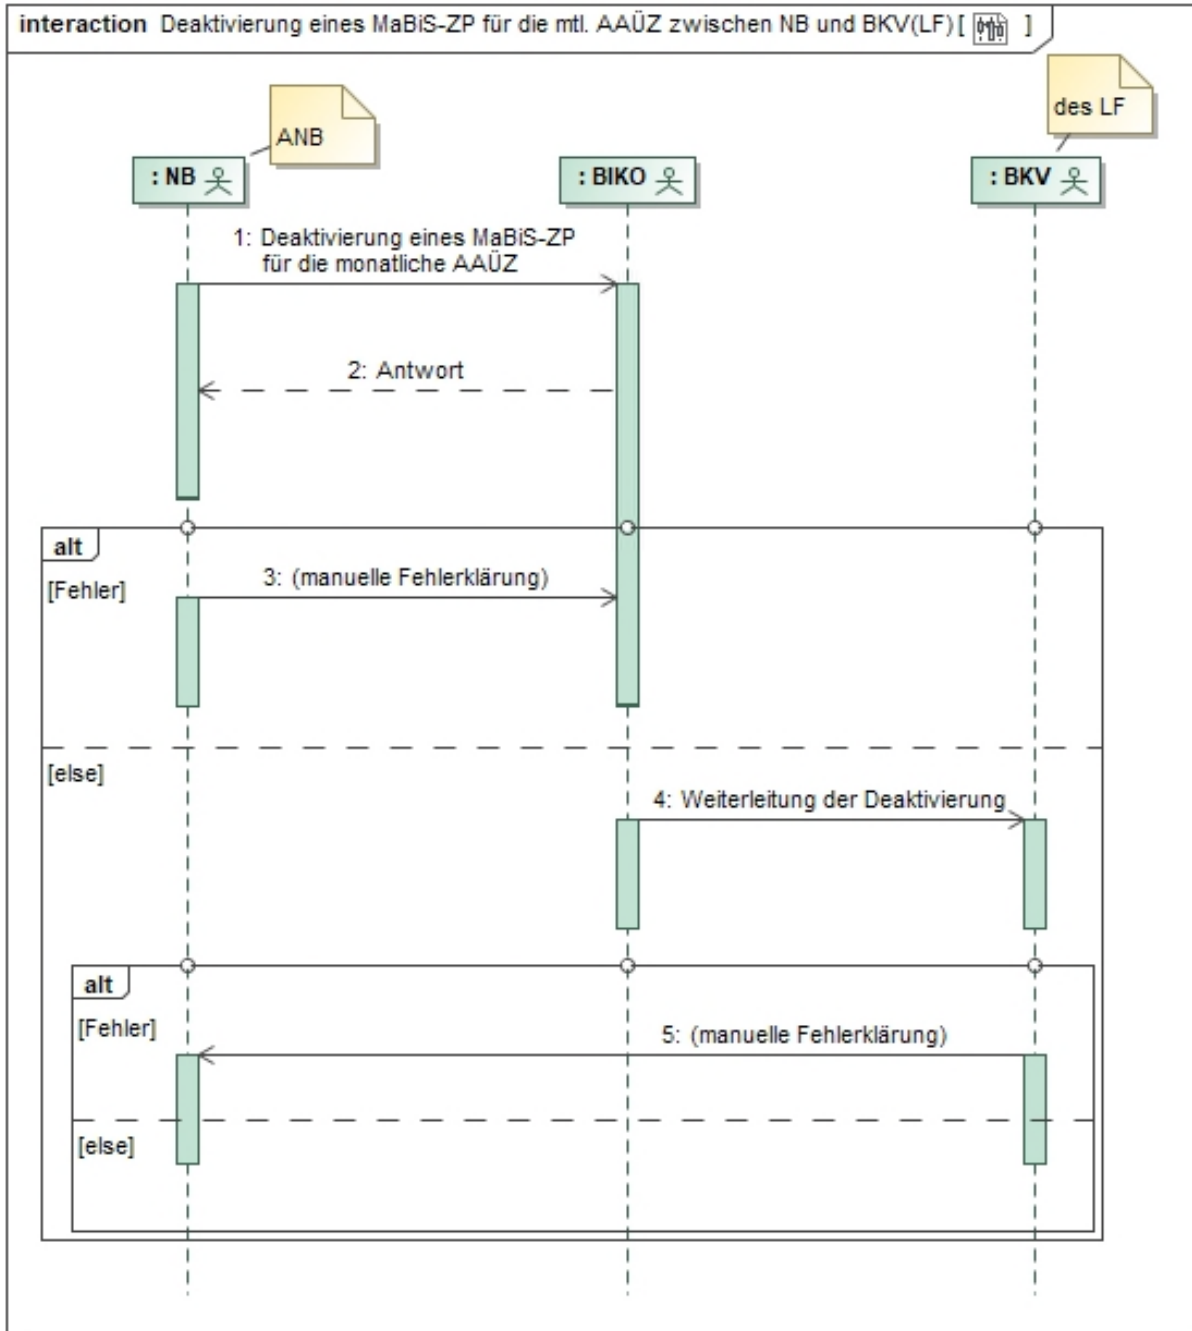 interaction Deaktivierung eines MaBiS-ZP für die mtl. AAÜZ zwischen NB und BKV(LF) [ ]
ANB
des LF
: NB
: BIKO
: BKV
1: Deaktivierung eines MaBiS-ZP
für die monatliche AAÜZ
2: Antwort
alt
[Fehler]
3: (manuelle Fehlerklärung)
[else]
4: Weiterleitung der Deaktivierung
alt
[Fehler]
5: (manuelle Fehlerklärung)
[else]